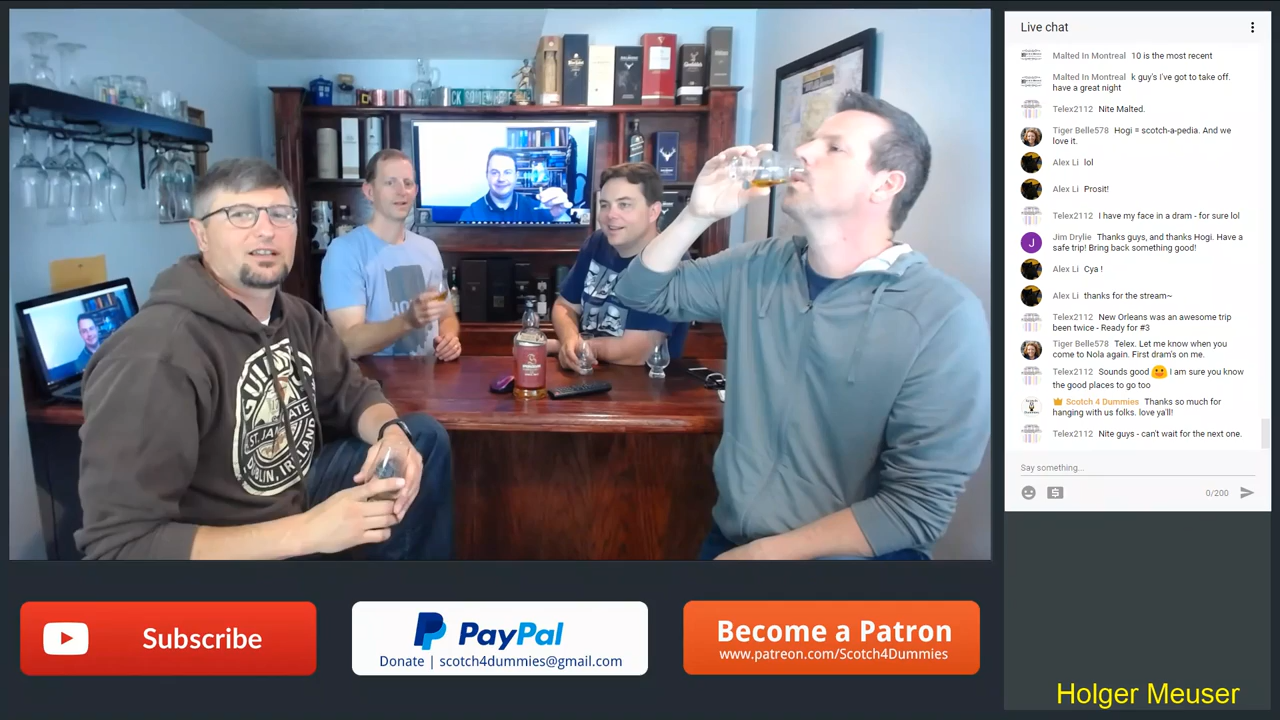 Live chat
Malted In Montreal 10 is the most recent
Malted In Montreal k guy's i've got to take off.
have a great night
Telex2112 Nite Malted.
Tiger Belle578 Hogi = scotch-a-pedia. And we
love it.
Alex Li lol
Alex Li Prosit!
Telex2112 I have my face in a dram - for sure lol
J
Jim Drylie Thanks guys, and thanks Hogi. Have a
safe trip! Bring back something good!
Alex Li Cya !
Alex Li thanks for the stream~
Telex2112 New Orleans was an awesome trip
been twice - Ready for #3
Tiger Belle578 Telex. Let me know when you
come to Nola again. First dram's on me.
Telex2112 Sounds good I am sure you know
the good places to go too
Scotch 4 Dummies Thanks so much for
hanging with us folks. love ya'll!
Telex2112 Nite guys - can't wait for the next one.
Say something...
0/200
GUINNESS
ST. JAMES GATE
DUBLIN, IRELAND
Subscribe
PayPal
Donate | scotch4dummies@gmail.com
Become a Patron
www.patreon.com/Scotch4Dummies
Holger Meuser